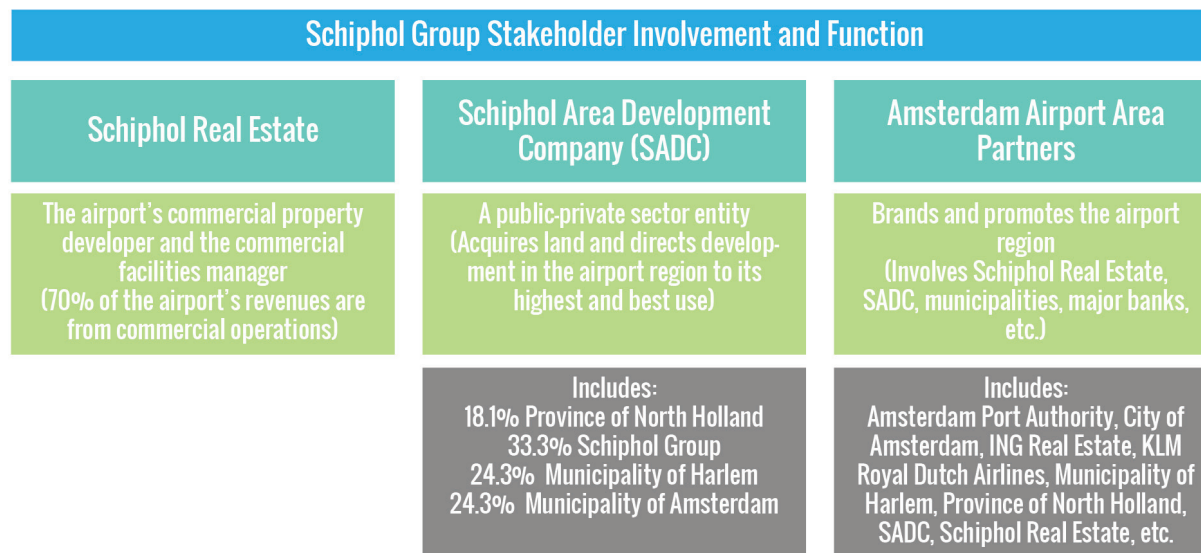 Schiphol Group Stakeholder Involvement and Function
Schiphol Real Estate
The airport's commercial property
developer and the commercial
facilities manager
(70% of the airport's revenues are
from commercial operations)
Schiphol Area Development
Company (SADC)
A public-private sector entity
(Acquires land and directs develop-
ment in the airport region to its
highest and best use)
Includes:
18.1% Province of North Holland
33.3% Schiphol Group
24.3% Municipality of Harlem
24.3% Municipality of Amsterdam
Amsterdam Airport Area
Partners
Brands and promotes the airport
region
(Involves Schiphol Real Estate,
SADC, municipalities, major banks,
etc.)
Includes:
Amsterdam Port Authority, City of
Amsterdam, ING Real Estate, KLM
Royal Dutch Airlines, Municipality of
Harlem, Province of North Holland,
SADC, Schiphol Real Estate, etc.